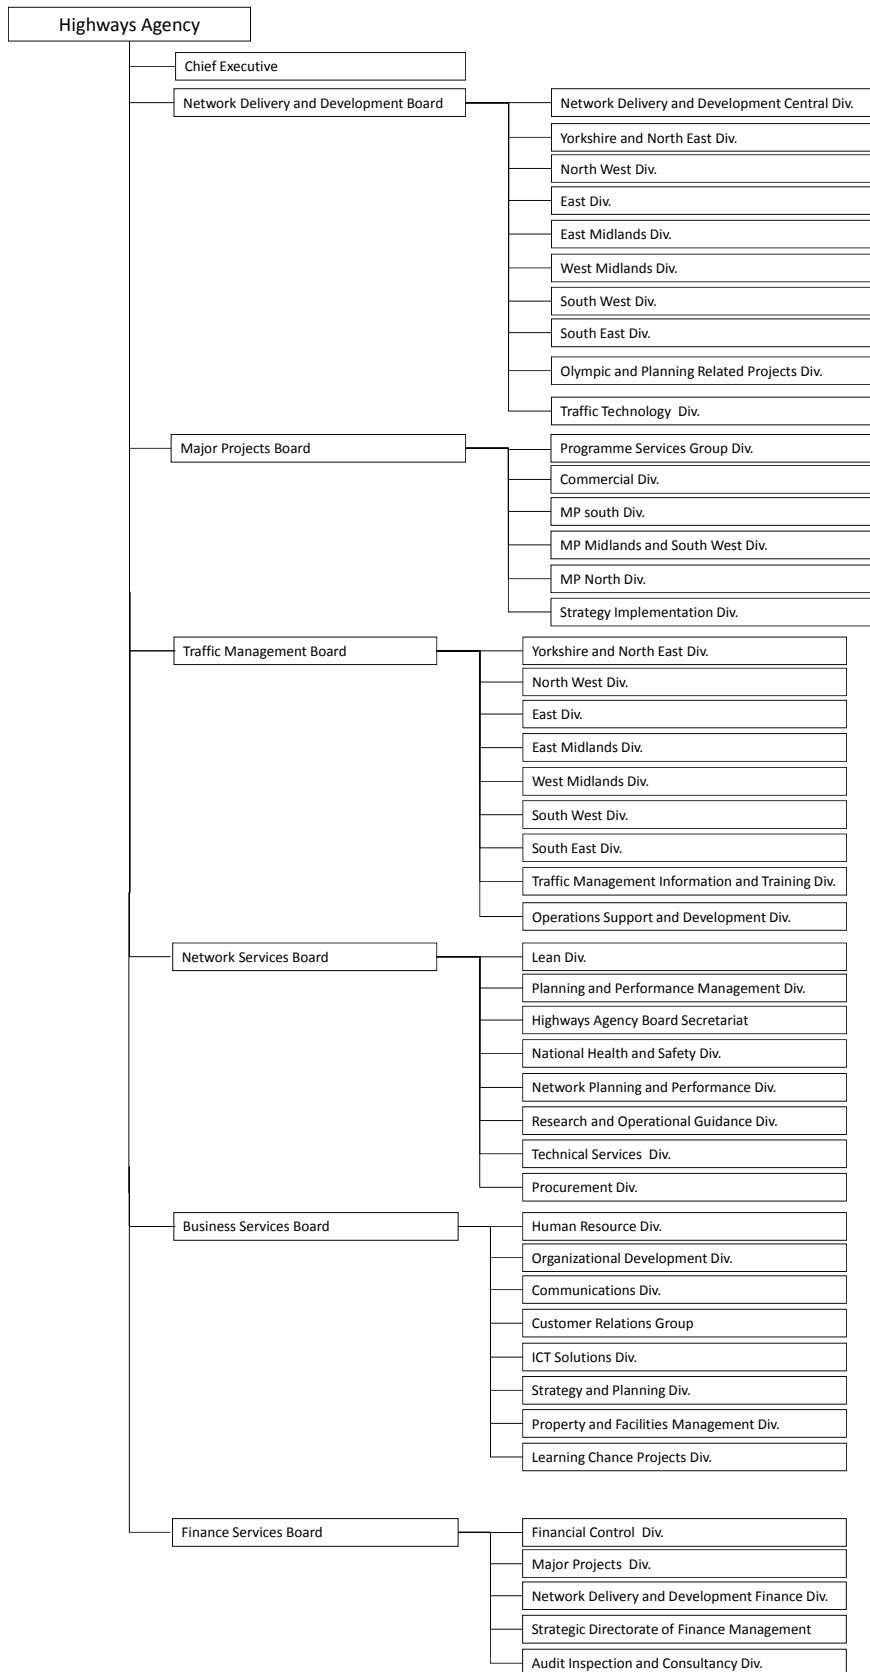 Highways Agency
Chief Executive
Network Delivery and Development Board
Network Delivery and Development Central Div.
Yorkshire and North East Div.
North West Div.
East Div.
East Midlands Div.
West Midlands Div.
South West Div.
South East Div.
Olympic and Planning Related Projects Div.
Traffic Technology Div.
Major Projects Board
Programme Services Group Div.
Commercial Div.
MP south Div.
MP Midlands and South West Div.
MP North Div.
Strategy Implementation Div.
Traffic Management Board
Yorkshire and North East Div.
North West Div.
East Div.
East Midlands Div.
West Midlands Div.
South West Div.
South East Div.
Traffic Management Information and Training Div.
Operations Support and Development Div.
Network Services Board
Lean Div.
Planning and Performance Management Div.
Highways Agency Board Secretariat
National Health and Safety Div.
Network Planning and Performance Div.
Research and Operational Guidance Div.
Technical Services Div.
Procurement Div.
Business Services Board
Human Resource Div.
Organizational Development Div.
Communications Div.
Customer Relations Group
ICT Solutions Div.
Strategy and Planning Div.
Property and Facilities Management Div.
Learning Chance Projects Div.
Finance Services Board
Financial Control Div.
Major Projects Div.
Network Delivery and Development Finance Div.
Strategic Directorate of Finance Management
Audit Inspection and Consultancy Div.